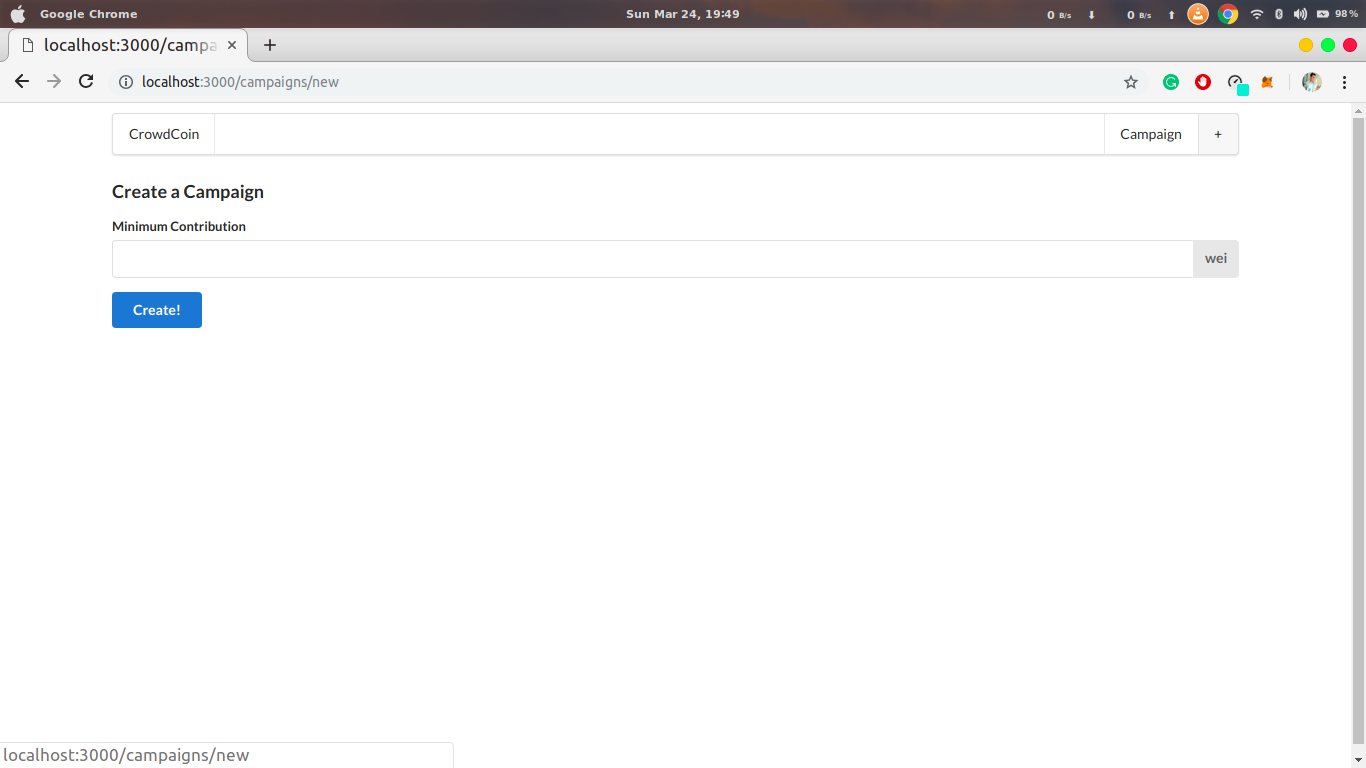 Google Chrome Sun Mar 24, 19:49 0 B/s 0 B/s 98%
localhost:3000/campa
localhost:3000/campaigns/new
CrowdCoin Campaign +
Create a Campaign
Minimum Contribution
wei
Create!
localhost:3000/campaigns/new